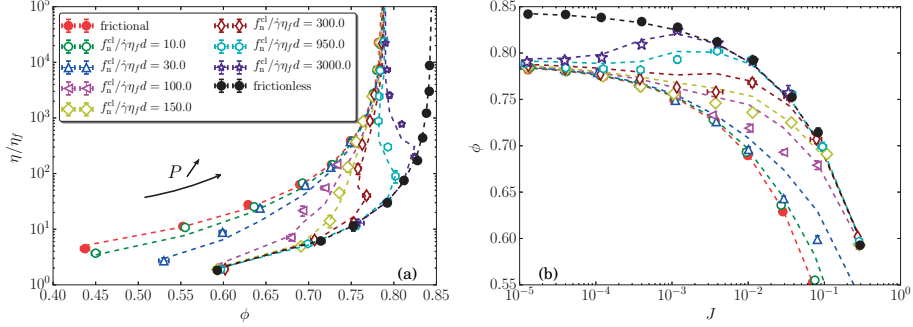 frictional
f_n^cl/γ̇η_f d = 10.0
f_n^cl/γ̇η_f d = 30.0
f_n^cl/γ̇η_f d = 100.0
f_n^cl/γ̇η_f d = 150.0
f_n^cl/γ̇η_f d = 300.0
f_n^cl/γ̇η_f d = 950.0
f_n^cl/γ̇η_f d = 3000.0
frictionless
10^5
10^4
10^3
10^2
10^1
10^0
η/η_f
P
(a)
0.40 0.45 0.50 0.55 0.60 0.65 0.70 0.75 0.80 0.85
ϕ
0.85
0.80
0.75
0.70
0.65
0.60
0.55
ϕ
(b)
10^−5 10^−4 10^−3 10^−2 10^−1 10^0
J